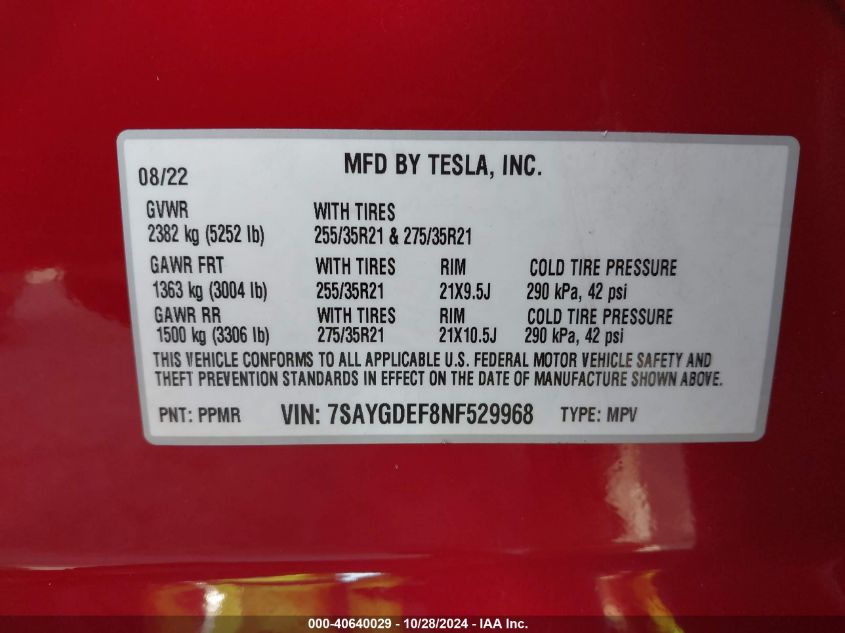 MFD BY TESLA, INC.
08/22
GVWR WITH TIRES
2382 kg (5252 lb) 255/35R21 & 275/35R21
GAWR FRT WITH TIRES RIM COLD TIRE PRESSURE
1363 kg (3004 lb) 255/35R21 21X9.5J 290 kPa, 42 psi
GAWR RR WITH TIRES RIM COLD TIRE PRESSURE
1500 kg (3306 lb) 275/35R21 21X10.5J 290 kPa, 42 psi
THIS VEHICLE CONFORMS TO ALL APPLICABLE U.S. FEDERAL MOTOR VEHICLE SAFETY AND
THEFT PREVENTION STANDARDS IN EFFECT ON THE DATE OF MANUFACTURE SHOWN ABOVE.
PNT: PPMR VIN: 7SAYGDEF8NF529968 TYPE: MPV
000-40640029 - 10/28/2024 - IAA Inc.